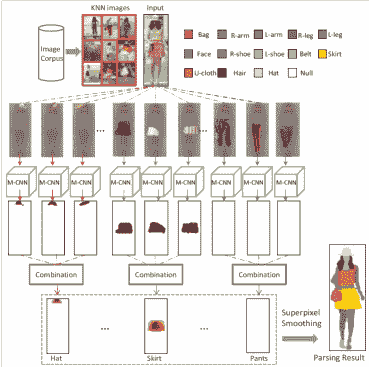 KNN images
input
Image
Corpus
Bag R-arm L-arm R-leg L-leg
Face R-shoe L-shoe Belt Skirt
U-cloth Hair Hat Null
...
...
M-CNN M-CNN M-CNN M-CNN M-CNN M-CNN M-CNN M-CNN M-CNN
Combination Combination Combination
... ...
Hat Skirt Pants
Superpixel
Smoothing
Parsing Result